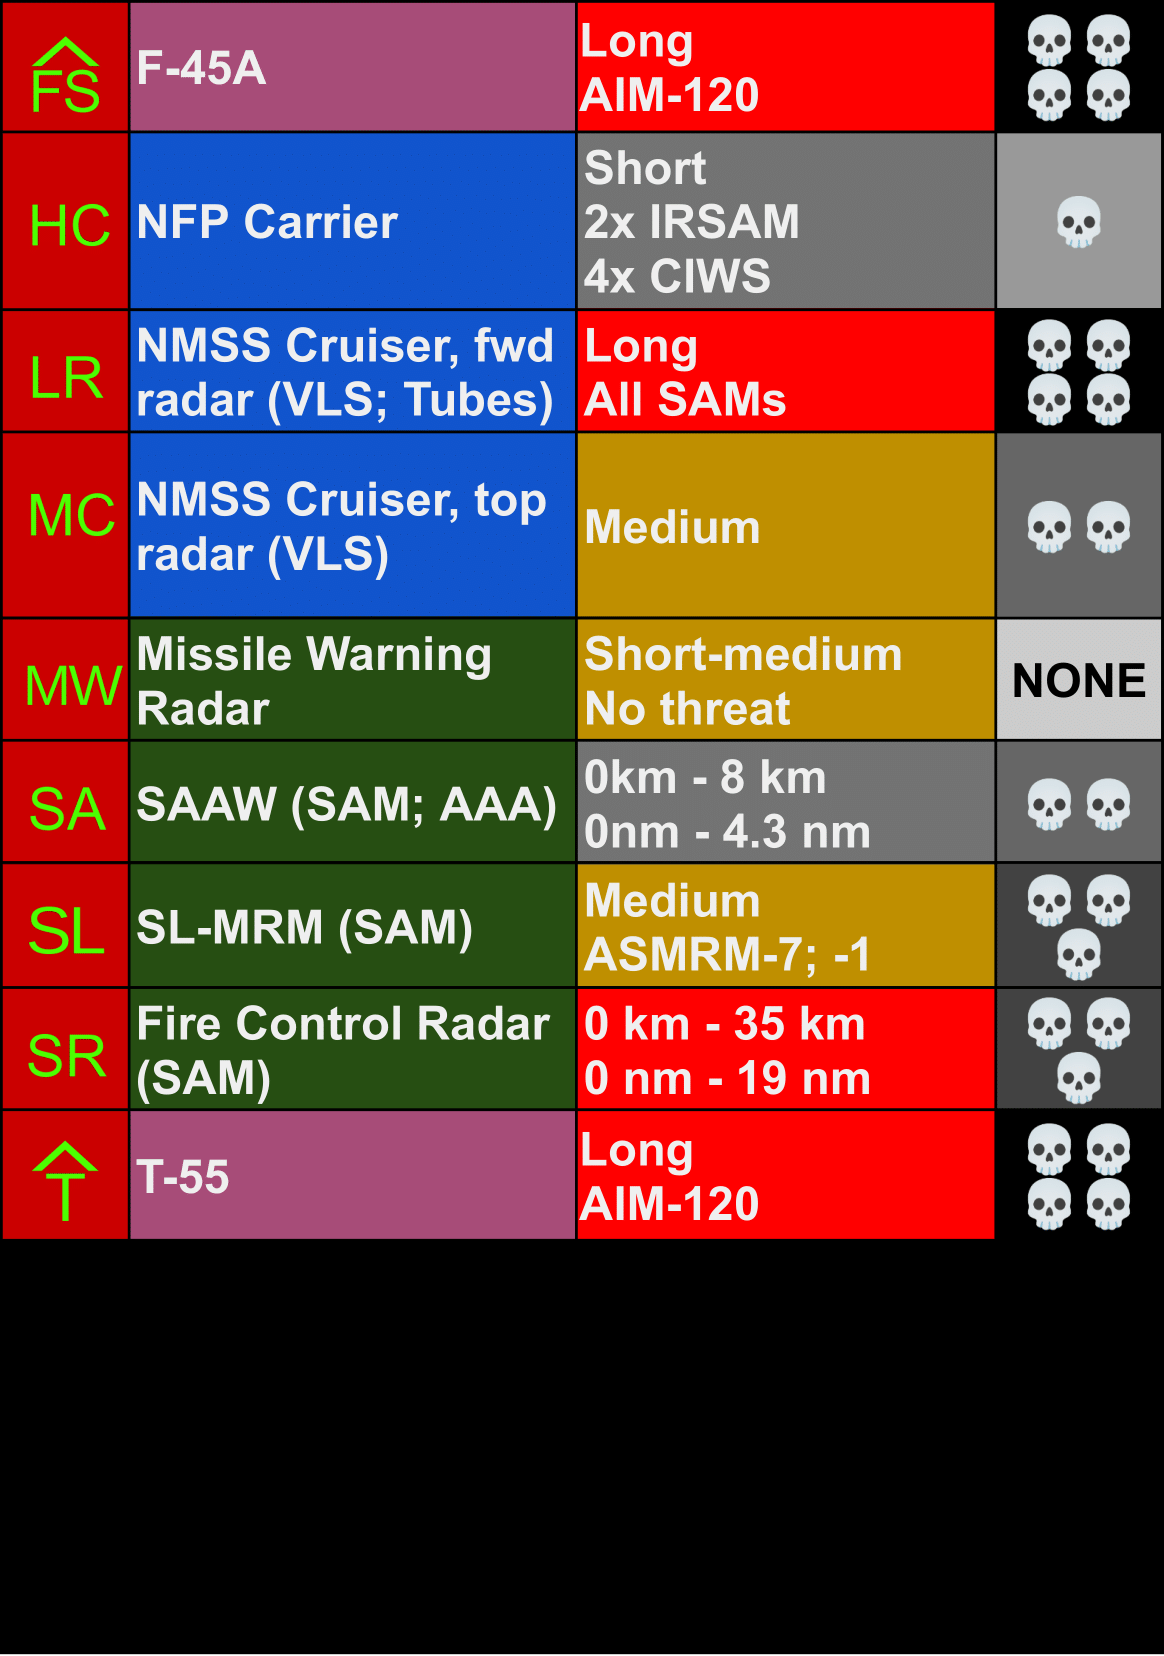 FS
F-45A
Long
AIM-120
HC
NFP Carrier
Short
2x IRSAM
4x CIWS
LR
NMSS Cruiser, fwd
radar (VLS; Tubes)
Long
All SAMs
MC
NMSS Cruiser, top
radar (VLS)
Medium
MW
Missile Warning
Radar
Short-medium
No threat
NONE
SA
SAAW (SAM; AAA)
0km - 8 km
0nm - 4.3 nm
SL
SL-MRM (SAM)
Medium
ASMRM-7; -1
SR
Fire Control Radar
(SAM)
0 km - 35 km
0 nm - 19 nm
T
T-55
Long
AIM-120